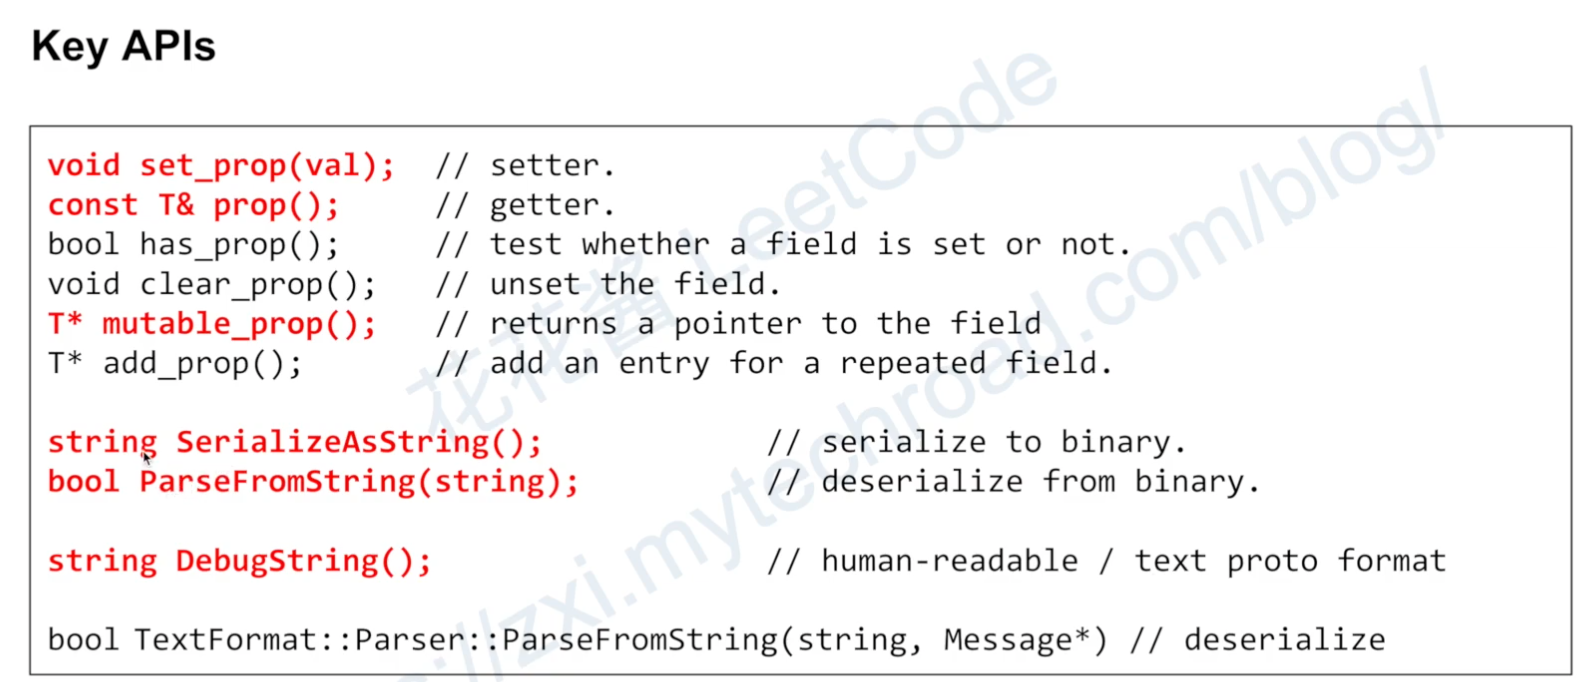 Key APIs
void set_prop(val); // setter.
const T& prop(); // getter.
bool has_prop(); // test whether a field is set or not.
void clear_prop(); // unset the field.
T* mutable_prop(); // returns a pointer to the field
T* add_prop(); // add an entry for a repeated field.
string SerializeAsString(); // serialize to binary.
bool ParseFromString(string); // deserialize from binary.
string DebugString(); // human-readable / text proto format
bool TextFormat::Parser::ParseFromString(string, Message*) // deserialize
花花酱 LeetCode
://zxi.mytechroad.com/blog/